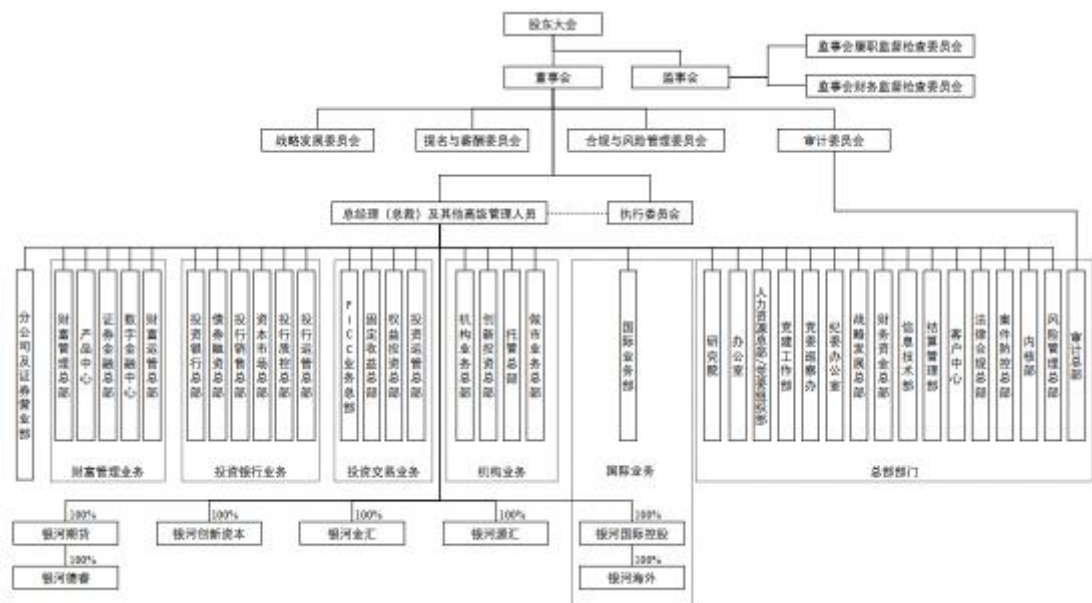 股东大会
董事会
监事会
监事会履职监督检查委员会
监事会财务监督检查委员会
战略发展委员会
提名与薪酬委员会
合规与风险管理委员会
审计委员会
总经理（总裁）及其他高级管理人员
执行委员会
分公司及证券营业部
财富管理总部
产品中心
证券金融总部
数字金融中心
财富运管总部
财富管理业务
投资银行总部
债券融资总部
投行销售总部
资本市场总部
投行质控总部
投行运管总部
投资银行业务
FICC业务总部
固定收益总部
权益投资总部
投资运管总部
投资交易业务
机构业务总部
创新投资总部
托管总部
做市业务总部
机构业务
国际业务部
国际业务
研究院
办公室
人力资源总部/党委组织部
党建工作部
党委巡察办
纪委办公室
战略发展总部
财务资金总部
信息技术部
结算管理部
客户中心
法律合规总部
案件防控总部
内核部
风险管理总部
审计总部
总部部门
100%
银河期货
100%
银河创新资本
100%
银河金汇
100%
银河源汇
100%
银河国际控股
100%
银河德睿
100%
银河海外